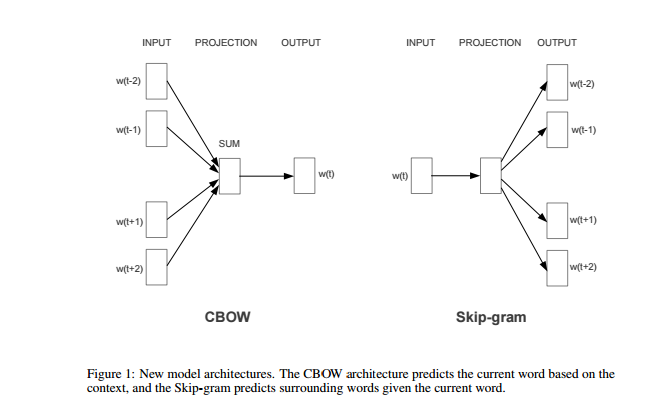 INPUT PROJECTION OUTPUT
w(t-2)
w(t-1)
SUM
w(t)
w(t+1)
w(t+2)
CBOW
INPUT PROJECTION OUTPUT
w(t-2)
w(t-1)
w(t)
w(t+1)
w(t+2)
Skip-gram
Figure 1: New model architectures. The CBOW architecture predicts the current word based on the
context, and the Skip-gram predicts surrounding words given the current word.